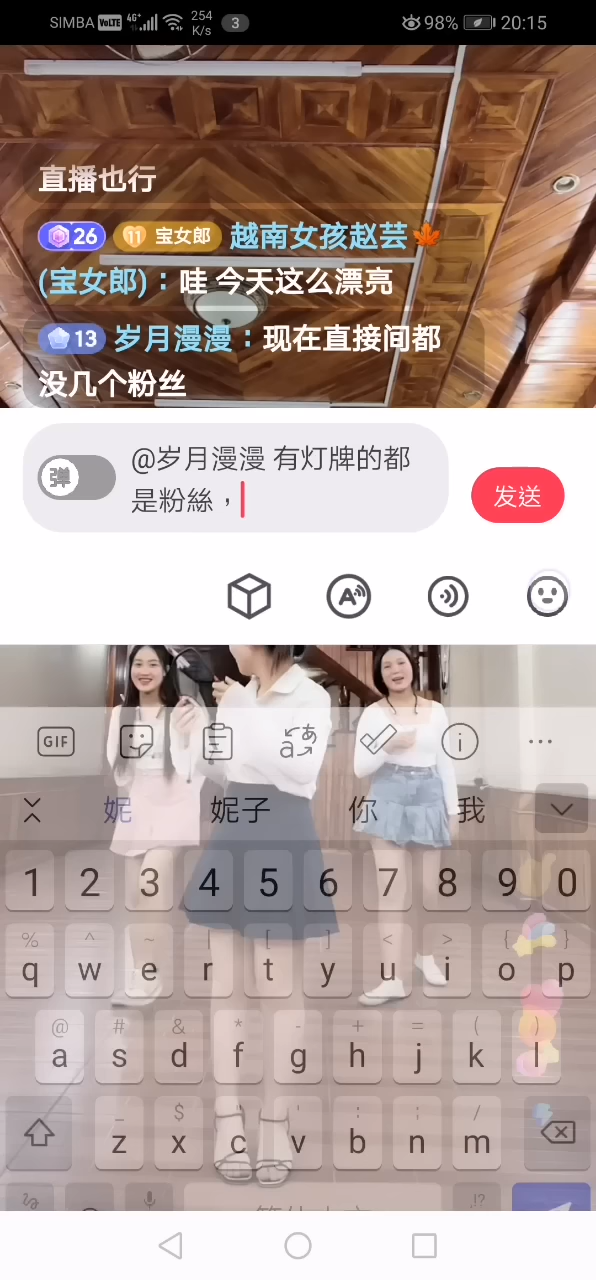 SIMBA VoLTE 4G+ 254 K/s 3 98% 20:15
直播也行
26 11 宝女郎 越南女孩赵芸🍁
(宝女郎)：哇 今天这么漂亮
13 岁月漫漫：现在直接间都
没几个粉丝
弹 @岁月漫漫 有灯牌的都
是粉絲，
发送
A
GIF a あ i ...
妮 妮子 你 我
1 2 3 4 5 6 7 8 9 0
% ^ ~ | [ ] < > { }
q w e r t y u i o p
@ # & * - + = ( )
a s d f g h j k l
_ $ " ' : ; /
z x c v b n m
,!?